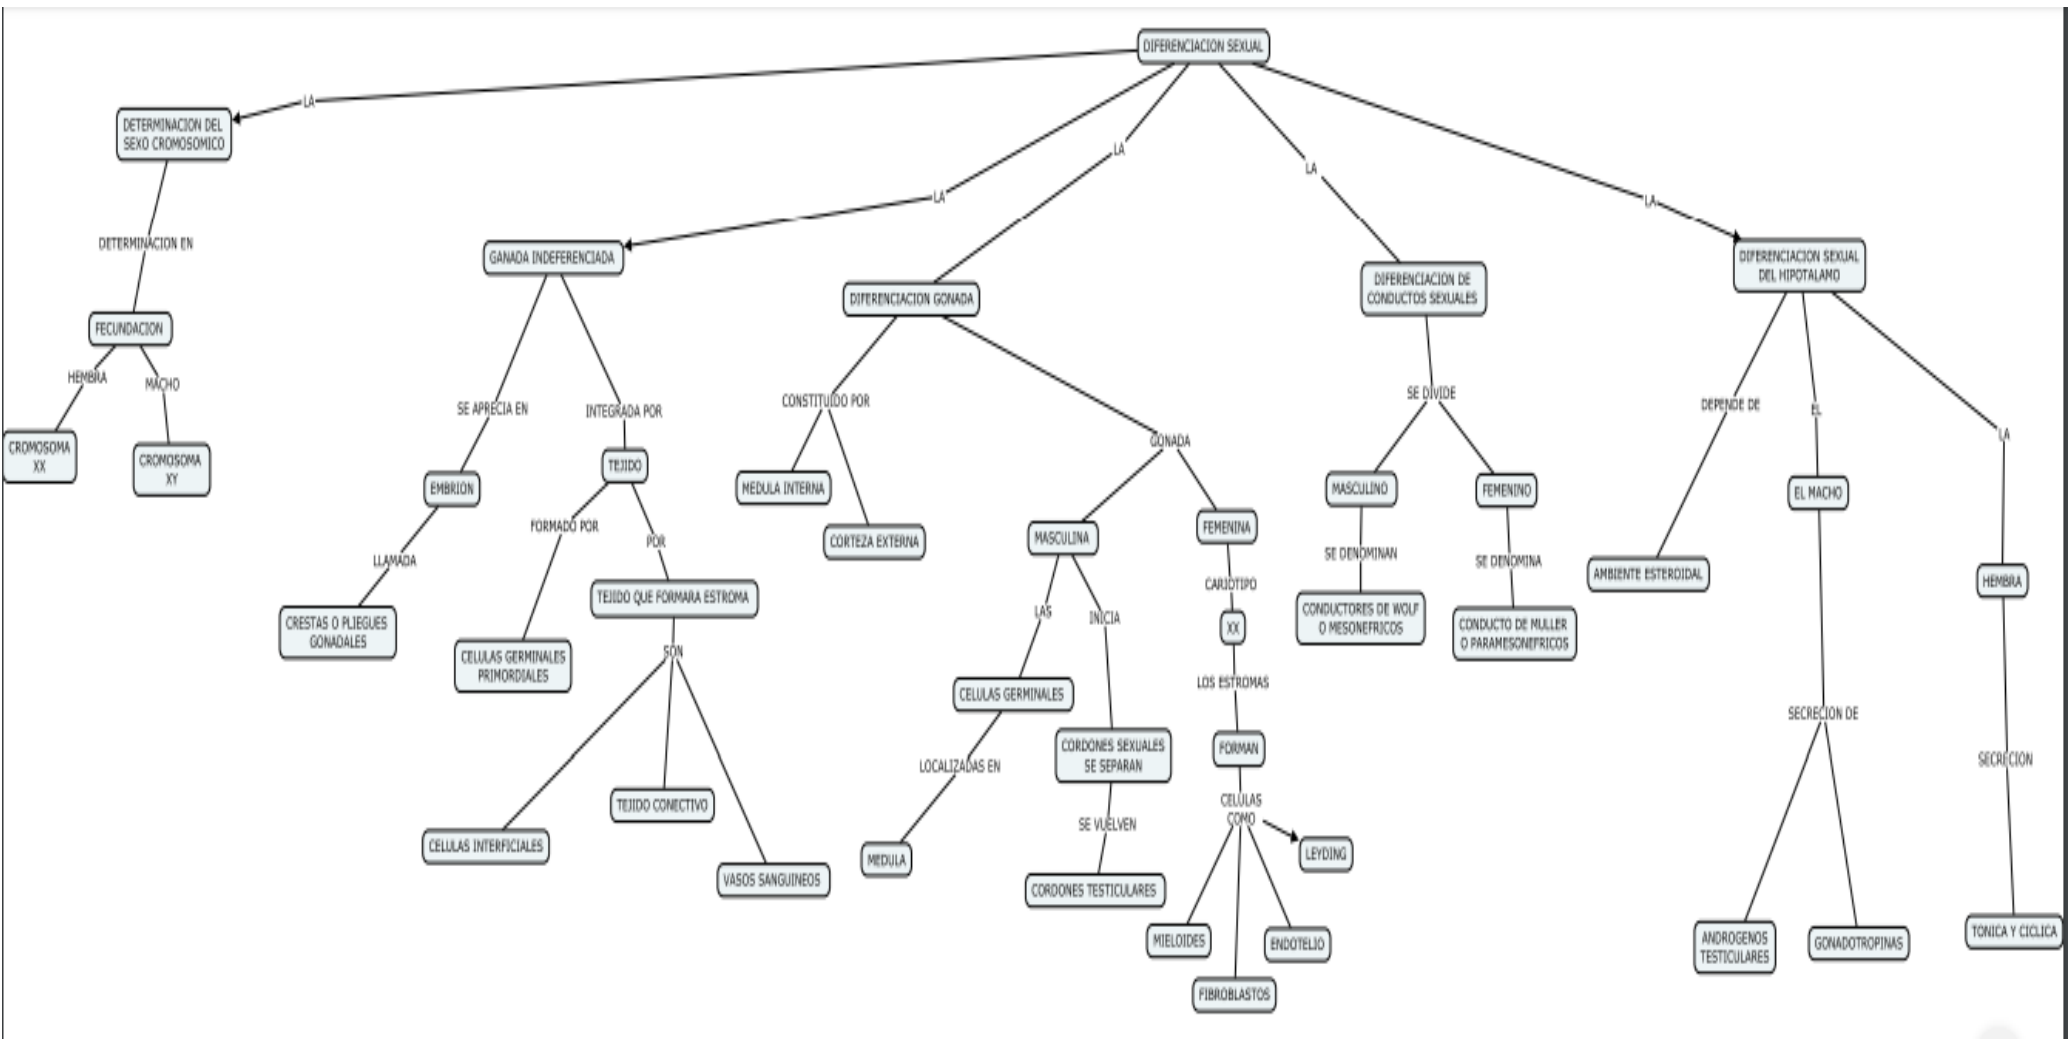 DIFERENCIACION SEXUAL
LA
DETERMINACION DEL
SEXO CROMOSOMICO
DETERMINACION EN
FECUNDACION
HEMBRA
MACHO
CROMOSOMA
XX
CROMOSOMA
XY
LA
GANADA INDEFERENCIADA
SE APRECIA EN
EMBRION
LLAMADA
CRESTAS O PLIEGUES
GONADALES
INTEGRADA POR
TEJIDO
FORMADO POR
CELULAS GERMINALES
PRIMORDIALES
POR
TEJIDO QUE FORMARA ESTROMA
SON
CELULAS INTERFICIALES
TEJIDO CONECTIVO
VASOS SANGUINEOS
LA
DIFERENCIACION GONADA
CONSTITUIDO POR
MEDULA INTERNA
CORTEZA EXTERNA
GONADA
MASCULINA
LAS
CELULAS GERMINALES
LOCALIZADAS EN
MEDULA
INICIA
CORDONES SEXUALES
SE SEPARAN
SE VUELVEN
CORDONES TESTICULARES
FEMENINA
CARIOTIPO
XX
LOS ESTROMAS
FORMAN
CELULAS
COMO
LEYDING
MIELOIDES
FIBROBLASTOS
ENDOTELIO
LA
DIFERENCIACION DE
CONDUCTOS SEXUALES
SE DIVIDE
MASCULINO
SE DENOMINAN
CONDUCTORES DE WOLF
O MESONEFRICOS
FEMENINO
SE DENOMINA
CONDUCTO DE MULLER
O PARAMESONEFRICOS
LA
DIFERENCIACION SEXUAL
DEL HIPOTALAMO
DEPENDE DE
AMBIENTE ESTEROIDAL
EL
EL MACHO
SECRECION DE
ANDROGENOS
TESTICULARES
GONADOTROPINAS
LA
HEMBRA
SECRECION
TONICA Y CICLICA